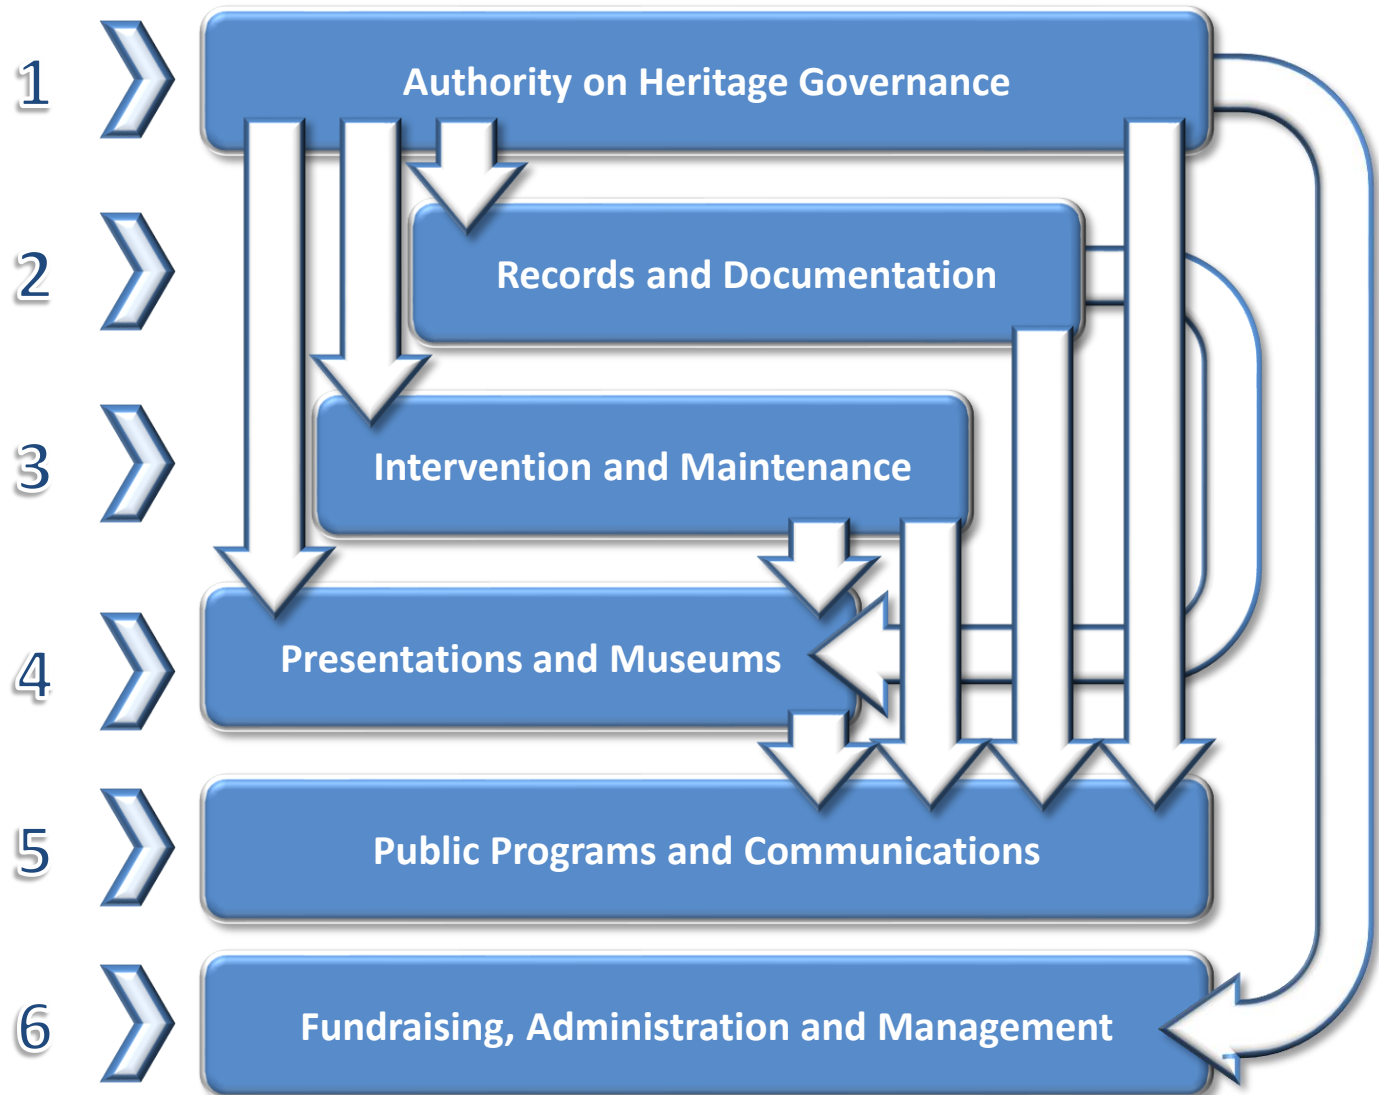 1
Authority on Heritage Governance
2
Records and Documentation
3
Intervention and Maintenance
4
Presentations and Museums
5
Public Programs and Communications
6
Fundraising, Administration and Management